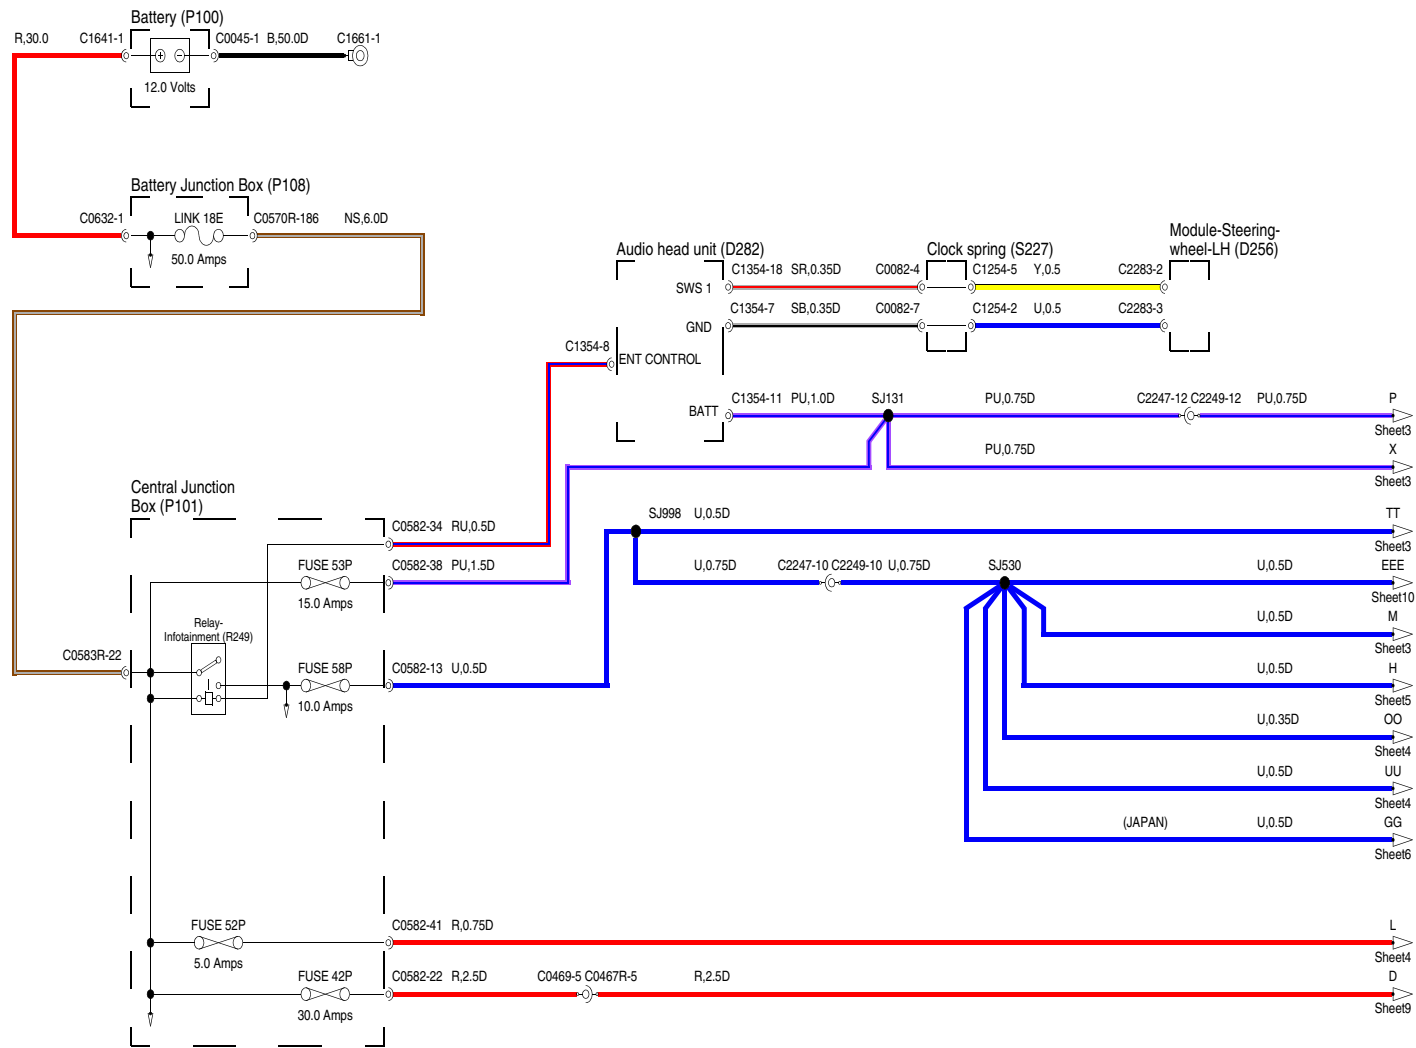 Battery (P100)
R,30.0 C1641-1 C0045-1 B,50.0D C1661-1
12.0 Volts
Battery Junction Box (P108)
C0632-1 LINK 18E C0570R-186 NS,6.0D
50.0 Amps
Module-Steering-
wheel-LH (D256)
Audio head unit (D282) Clock spring (S227)
C1354-18 SR,0.35D C0082-4 C1254-5 Y,0.5 C2283-2
SWS 1
C1354-7 SB,0.35D C0082-7 C1254-2 U,0.5 C2283-3
GND
C1354-8
ENT CONTROL
C1354-11 PU,1.0D SJ131 PU,0.75D C2247-12 C2249-12 PU,0.75D P
BATT
Sheet3
PU,0.75D X
Sheet3
Central Junction
Box (P101)
C0582-34 RU,0.5D
SJ998 U,0.5D TT
Sheet3
FUSE 53P C0582-38 PU,1.5D
15.0 Amps
U,0.75D C2247-10 C2249-10 U,0.75D SJ530 U,0.5D EEE
Sheet10
U,0.5D M
Sheet3
Relay-
Infotainment (R249)
C0583R-22
FUSE 58P C0582-13 U,0.5D
10.0 Amps
U,0.5D H
Sheet5
U,0.35D OO
Sheet4
U,0.5D UU
Sheet4
(JAPAN) U,0.5D GG
Sheet6
FUSE 52P C0582-41 R,0.75D L
5.0 Amps
Sheet4
FUSE 42P C0582-22 R,2.5D C0469-5 C0467R-5 R,2.5D D
30.0 Amps
Sheet9